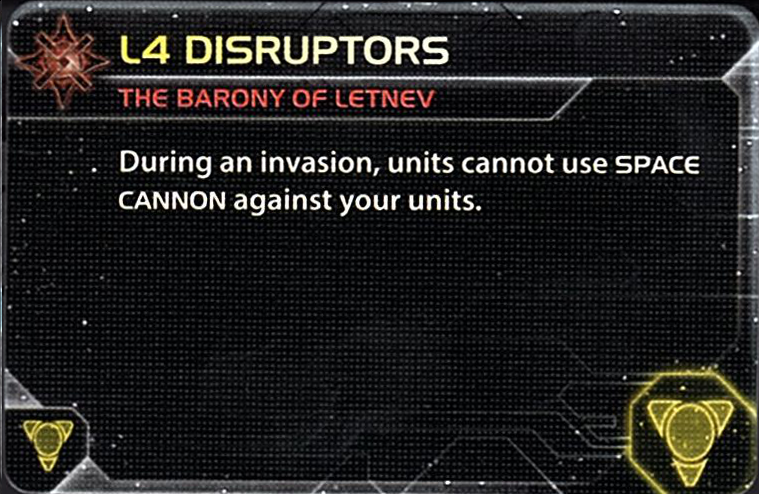 L4 DISRUPTORS
THE BARONY OF LETNEV
During an invasion, units cannot use SPACE
CANNON against your units.